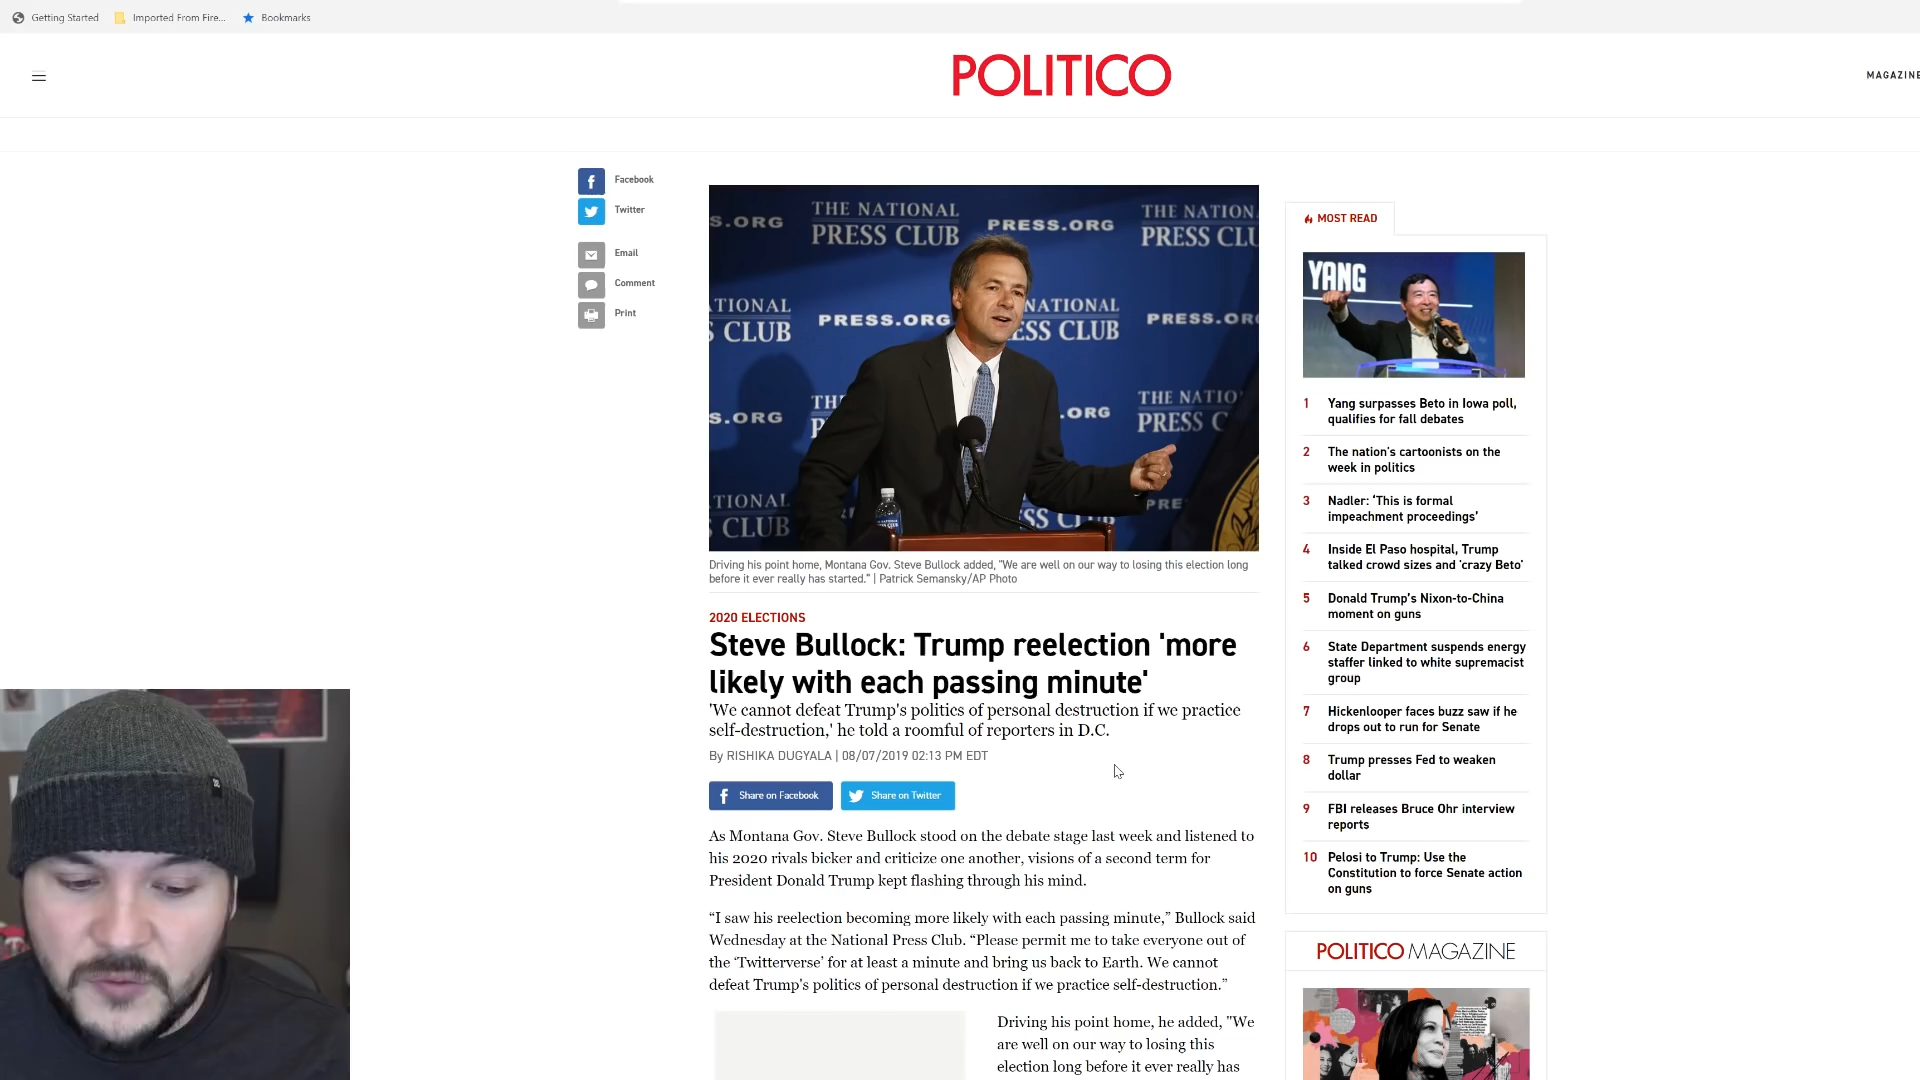 Getting Started
Imported From Fire...
Bookmarks
POLITICO
MAGAZINE
Facebook
Twitter
Email
Comment
Print
S.ORG
THE NATIONAL
PRESS CLUB
PRESS.ORG
THE NATION
PRESS CLU
TIONAL
S CLUB
PRESS.ORG
NATIONAL
ESS CLUB
PRESS.OR
S.ORG
TH
P
.ORG
THE NATIO
PRESS C
TIONAL
S CLUB
PRE
SS CLUB
Driving his point home, Montana Gov. Steve Bullock added, "We are well on our way to losing this election long
before it ever really has started." | Patrick Semansky/AP Photo
2020 ELECTIONS
Steve Bullock: Trump reelection 'more
likely with each passing minute'
'We cannot defeat Trump's politics of personal destruction if we practice
self-destruction,' he told a roomful of reporters in D.C.
By RISHIKA DUGYALA | 08/07/2019 02:13 PM EDT
Share on Facebook
Share on Twitter
As Montana Gov. Steve Bullock stood on the debate stage last week and listened to
his 2020 rivals bicker and criticize one another, visions of a second term for
President Donald Trump kept flashing through his mind.
“I saw his reelection becoming more likely with each passing minute,” Bullock said
Wednesday at the National Press Club. “Please permit me to take everyone out of
the ‘Twitterverse’ for at least a minute and bring us back to Earth. We cannot
defeat Trump's politics of personal destruction if we practice self-destruction.”
Driving his point home, he added, "We
are well on our way to losing this
election long before it ever really has
MOST READ
YANG
1 Yang surpasses Beto in Iowa poll,
qualifies for fall debates
2 The nation's cartoonists on the
week in politics
3 Nadler: ‘This is formal
impeachment proceedings’
4 Inside El Paso hospital, Trump
talked crowd sizes and 'crazy Beto'
5 Donald Trump’s Nixon-to-China
moment on guns
6 State Department suspends energy
staffer linked to white supremacist
group
7 Hickenlooper faces buzz saw if he
drops out to run for Senate
8 Trump presses Fed to weaken
dollar
9 FBI releases Bruce Ohr interview
reports
10 Pelosi to Trump: Use the
Constitution to force Senate action
on guns
POLITICO MAGAZINE